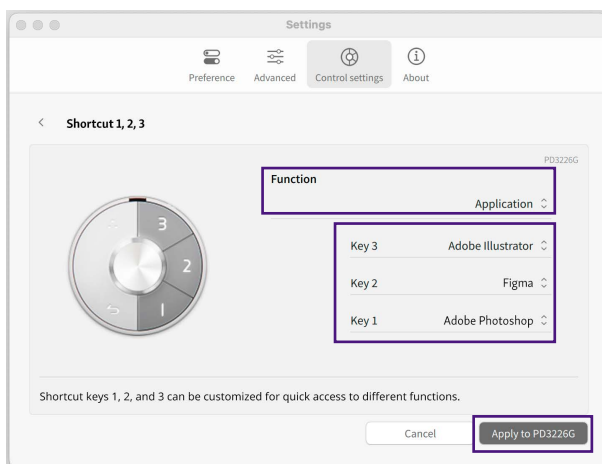 Settings
Preference
Advanced
Control settings
About
Shortcut 1, 2, 3
PD3226G
Function
Application
3
2
1
Key 3 Adobe Illustrator
Key 2 Figma
Key 1 Adobe Photoshop
Shortcut keys 1, 2, and 3 can be customized for quick access to different functions.
Cancel
Apply to PD3226G